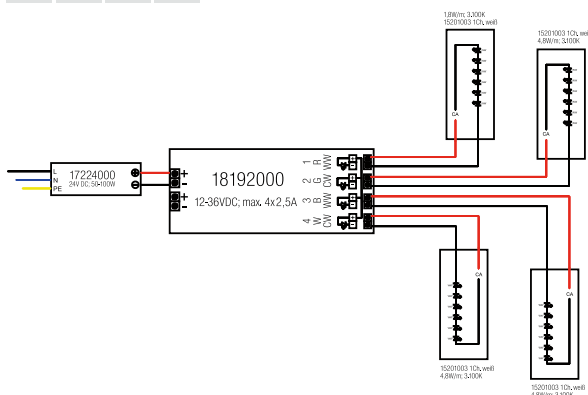 1,8W/m; 3.100K
15201003 1Ch. weiß
CA
15201003 1Ch. weiß
4,8W/m; 3.100K
CA
L
N
PE
17224000
24V DC; 50-100W
+
-
+
-
18192000
12-36VDC; max. 4x2,5A
1 R WW
2 G CW
3 B WW
4 W CW
CA
15201003 1Ch. weiß
4,8W/m; 3.100K
CA
15201003 1Ch. weiß
4,8W/m; 3.100K